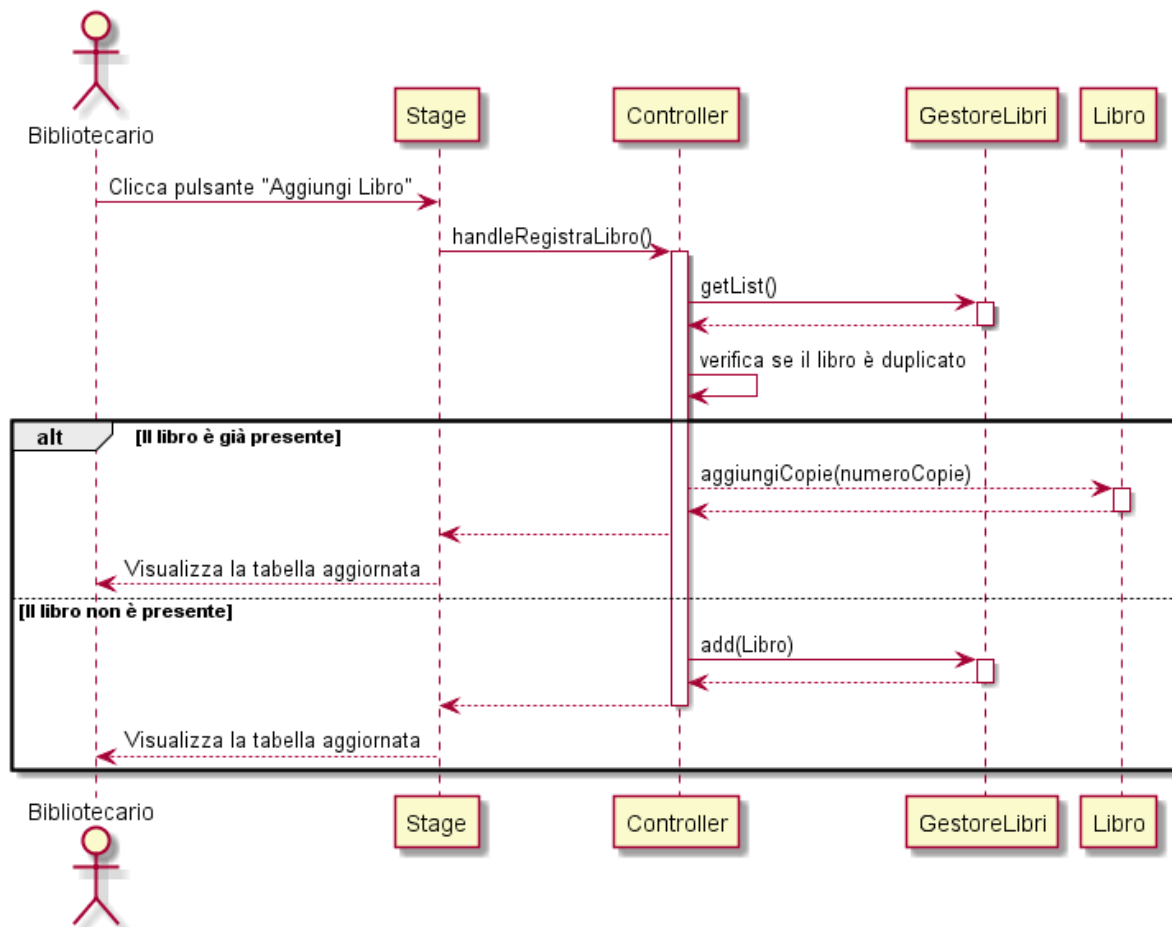 Bibliotecario
Stage
Controller
GestoreLibri
Libro
Clicca pulsante "Aggiungi Libro"
handleRegistraLibro()
getList()
verifica se il libro è duplicato
alt
[Il libro è già presente]
aggiungiCopie(numeroCopie)
Visualizza la tabella aggiornata
[Il libro non è presente]
add(Libro)
Visualizza la tabella aggiornata
Bibliotecario
Stage
Controller
GestoreLibri
Libro